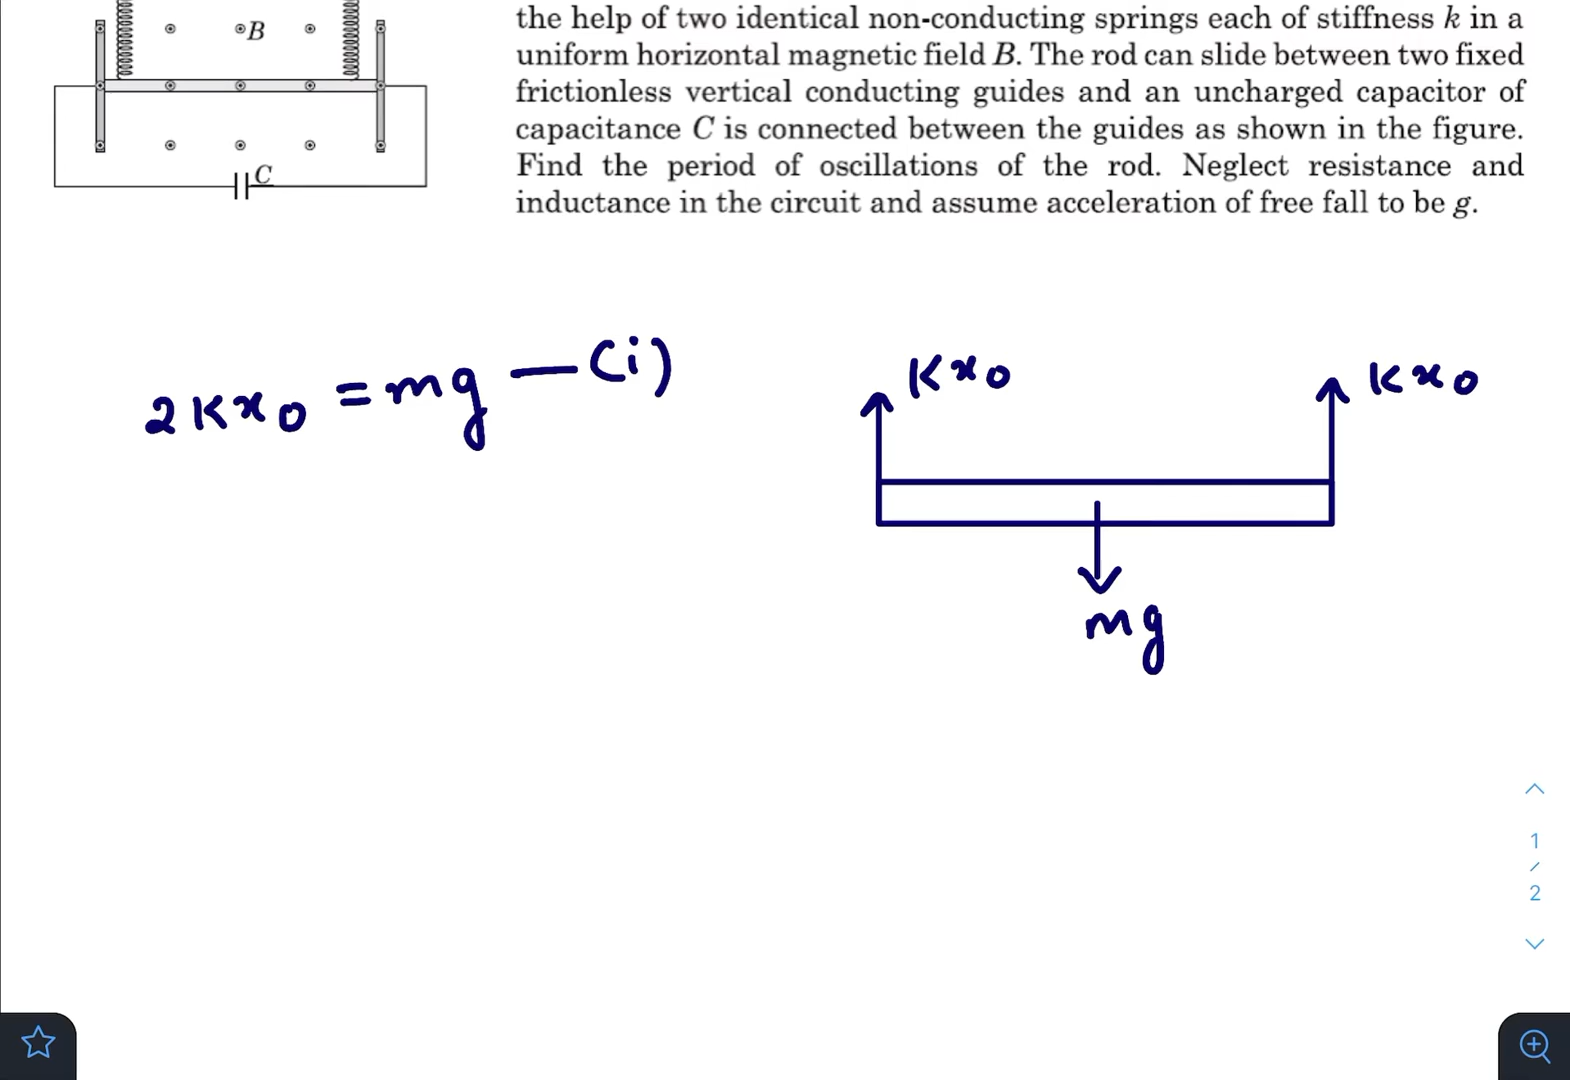 the help of two identical non-conducting springs each of stiffness k in a
B
uniform horizontal magnetic field B. The rod can slide between two fixed
frictionless vertical conducting guides and an uncharged capacitor of
capacitance C is connected between the guides as shown in the figure.
Find the period of oscillations of the rod. Neglect resistance and
C
inductance in the circuit and assume acceleration of free fall to be g.
2Kx₀ = mg — (i)
Kx₀
Kx₀
mg
1
/
2